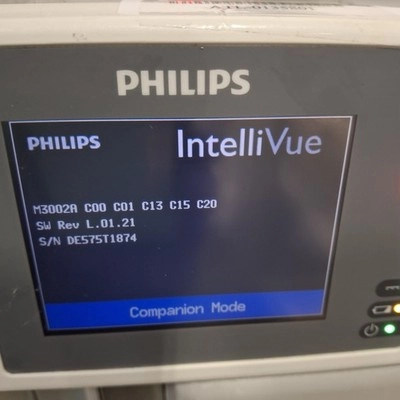 PHILIPS
PHILIPS IntelliVue
M3002A C00 C01 C13 C15 C20
SW Rev L.01.21
S/N DE575T1874
Companion Mode